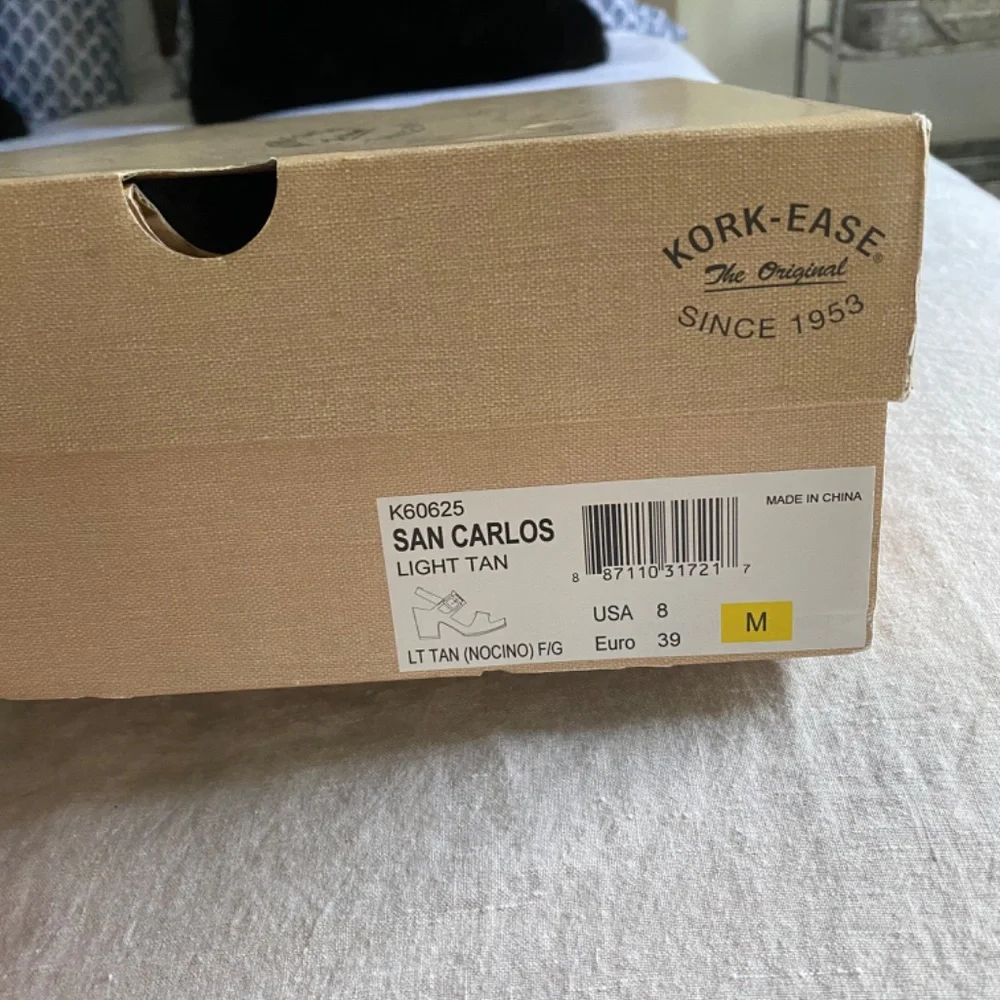 KORK-EASE®
The Original
SINCE 1953
K60625
SAN CARLOS
LIGHT TAN
MADE IN CHINA
8 87110 31721 7
USA 8
Euro 39
M
LT TAN (NOCINO) F/G